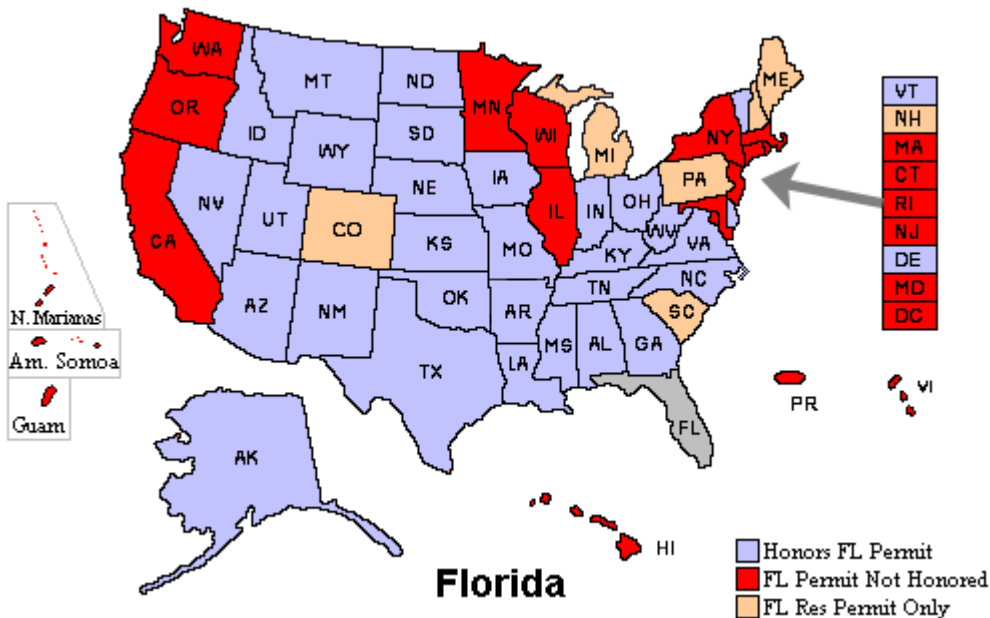 WA
MT
ND
MN
ME
VT
NH
OR
ID
SD
WI
MI
NY
MA
WY
CT
IA
NE
PA
RI
NV
UT
CO
IL
IN
OH
NJ
CA
KS
MO
WV
VA
DE
KY
MD
NC
TN
DC
AZ
NM
OK
AR
SC
N. Marianas
MS
AL
GA
Am. Somoa
LA
TX
PR
VI
Guam
FL
AK
HI
Honors FL Permit
FL Permit Not Honored
FL Res Permit Only
Florida